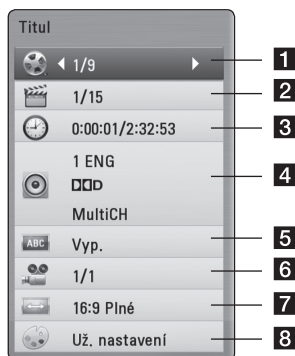 Titul
1/9 1
1/15 2
0:00:01/2:32:53 3
1 ENG
D
MultiCH
4
ABC Vyp. 5
1/1 6
16:9 Plné 7
Už. nastavení 8